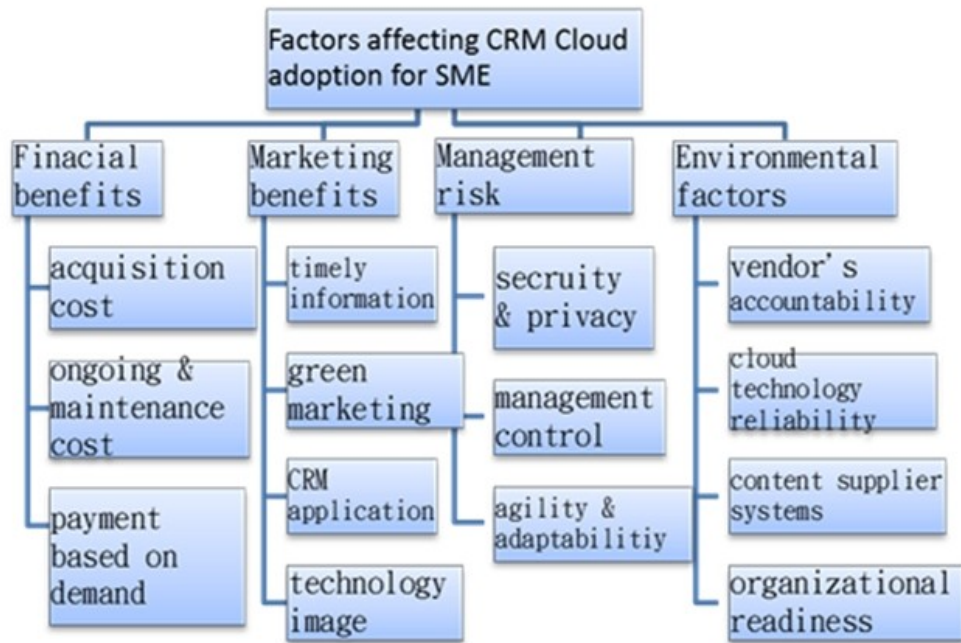 Factors affecting CRM Cloud
adoption for SME
Finacial
benefits
acquisition
cost
ongoing &
maintenance
cost
payment
based on
demand
Marketing
benefits
timely
information
green
marketing
CRM
application
technology
image
Management
risk
secruity
& privacy
management
control
agility &
adaptabilitiy
Environmental
factors
vendor's
accountability
cloud
technology
reliability
content supplier
systems
organizational
readiness